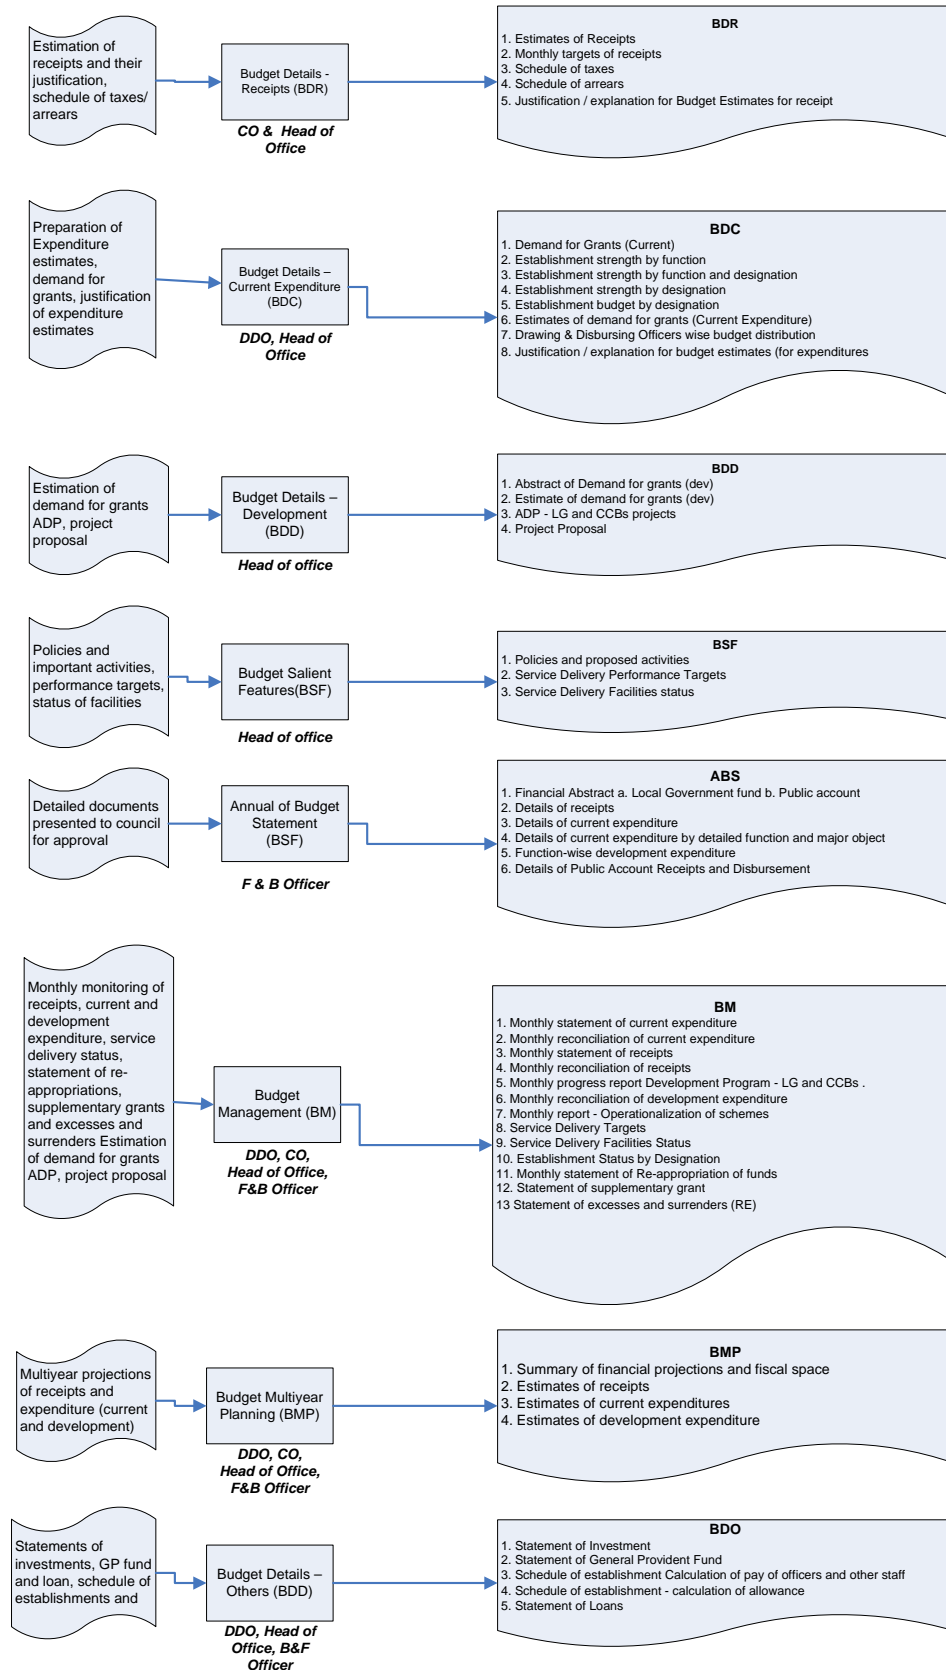 Estimation of
receipts and their
justification,
schedule of taxes/
arrears
Budget Details -
Receipts (BDR)
CO & Head of
Office
BDR
1. Estimates of Receipts
2. Monthly targets of receipts
3. Schedule of taxes
4. Schedule of arrears
5. Justification / explanation for Budget Estimates for receipt
Preparation of
Expenditure
estimates,
demand for
grants, justification
of expenditure
estimates
Budget Details –
Current Expenditure
(BDC)
DDO, Head of
Office
BDC
1. Demand for Grants (Current)
2. Establishment strength by function
3. Establishment strength by function and designation
4. Establishment strength by designation
5. Establishment budget by designation
6. Estimates of demand for grants (Current Expenditure)
7. Drawing & Disbursing Officers wise budget distribution
8. Justification / explanation for budget estimates (for expenditures
Estimation of
demand for grants
ADP, project
proposal
Budget Details –
Development
(BDD)
Head of office
BDD
1. Abstract of Demand for grants (dev)
2. Estimate of demand for grants (dev)
3. ADP - LG and CCBs projects
4. Project Proposal
Policies and
important activities,
performance targets,
status of facilities
Budget Salient
Features(BSF)
Head of office
BSF
1. Policies and proposed activities
2. Service Delivery Performance Targets
3. Service Delivery Facilities status
Detailed documents
presented to council
for approval
Annual of Budget
Statement
(BSF)
F & B Officer
ABS
1. Financial Abstract a. Local Government fund b. Public account
2. Details of receipts
3. Details of current expenditure
4. Details of current expenditure by detailed function and major object
5. Function-wise development expenditure
6. Details of Public Account Receipts and Disbursement
Monthly monitoring of
receipts, current and
development
expenditure, service
delivery status,
statement of re-
appropriations,
supplementary grants
and excesses and
surrenders Estimation
of demand for grants
ADP, project proposal
Budget
Management (BM)
DDO, CO,
Head of Office,
F&B Officer
BM
1. Monthly statement of current expenditure
2. Monthly reconciliation of current expenditure
3. Monthly statement of receipts
4. Monthly reconciliation of receipts
5. Monthly progress report Development Program - LG and CCBs .
6. Monthly reconciliation of development expenditure
7. Monthly report - Operationalization of schemes
8. Service Delivery Targets
9. Service Delivery Facilities Status
10. Establishment Status by Designation
11. Monthly statement of Re-appropriation of funds
12. Statement of supplementary grant
13 Statement of excesses and surrenders (RE)
Multiyear projections
of receipts and
expenditure (current
and development)
Budget Multiyear
Planning (BMP)
DDO, CO,
Head of Office,
F&B Officer
BMP
1. Summary of financial projections and fiscal space
2. Estimates of receipts
3. Estimates of current expenditures
4. Estimates of development expenditure
Statements of
investments, GP fund
and loan, schedule of
establishments and
Budget Details –
Others (BDD)
DDO, Head of
Office, B&F
Officer
BDO
1. Statement of Investment
2. Statement of General Provident Fund
3. Schedule of establishment Calculation of pay of officers and other staff
4. Schedule of establishment - calculation of allowance
5. Statement of Loans